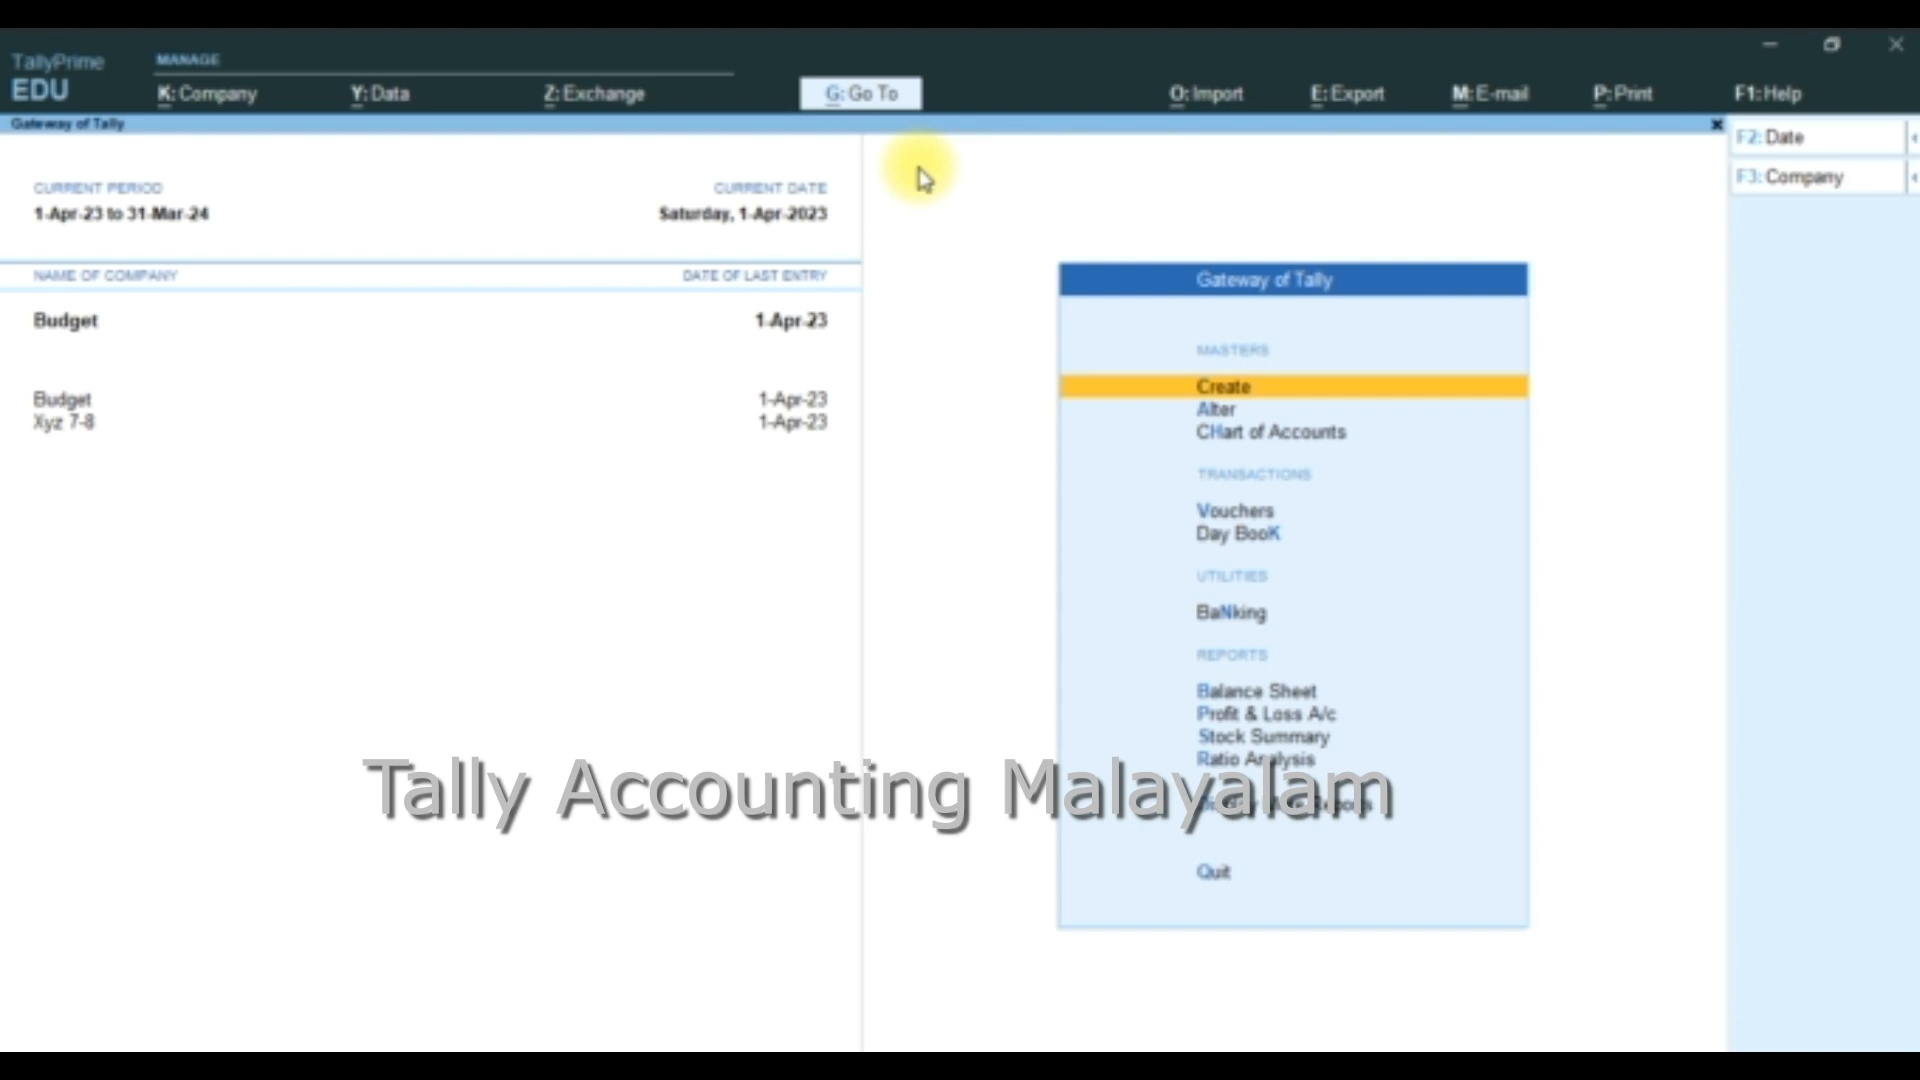 TallyPrime
EDU
MANAGE
K: Company
Y: Data
Z: Exchange
G: Go To
O: Import
E: Export
M: E-mail
P: Print
F1: Help
Gateway of Tally
F2: Date
F3: Company
CURRENT PERIOD
CURRENT DATE
1-Apr-23 to 31-Mar-24
Saturday, 1-Apr-2023
NAME OF COMPANY
DATE OF LAST ENTRY
Budget
1-Apr-23
Budget
1-Apr-23
Xyz 7-8
1-Apr-23
Gateway of Tally
MASTERS
Create
Alter
CHart of Accounts
TRANSACTIONS
Vouchers
Day BooK
UTILITIES
BaNking
REPORTS
Balance Sheet
Profit & Loss A/c
Stock Summary
Ratio Analysis
Tally Accounting Malayalam
Quit